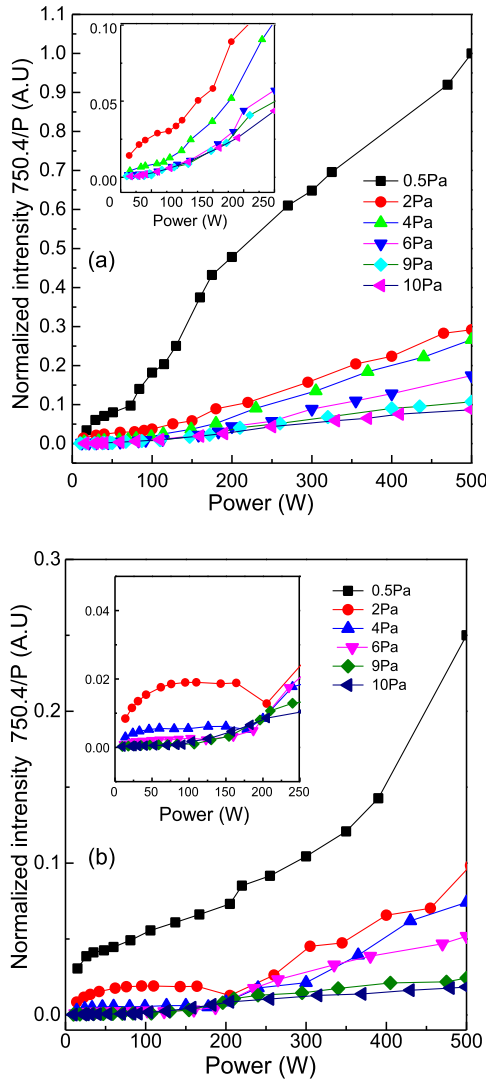 Normalized intrensity 750.4/P (A.U)
1.0
0.9
0.8
0.7
0.6
0.5
0.4
0.3
0.2
0.1
0.0
0.10
0.05
0.00
0 50 100 150 200 250
Power (W)
(a)
0.5Pa
2Pa
4Pa
6Pa
9Pa
10Pa
0 100 200 300 400 500
Power (W)
Normalized intrensity 750.4/P (A.U)
0.3
0.2
0.1
0.0
0.04
0.02
0.00
0 50 100 150 200 250
Power (W)
(b)
0.5Pa
2Pa
4Pa
6Pa
9Pa
10Pa
0 100 200 300 400 500
Power (W)